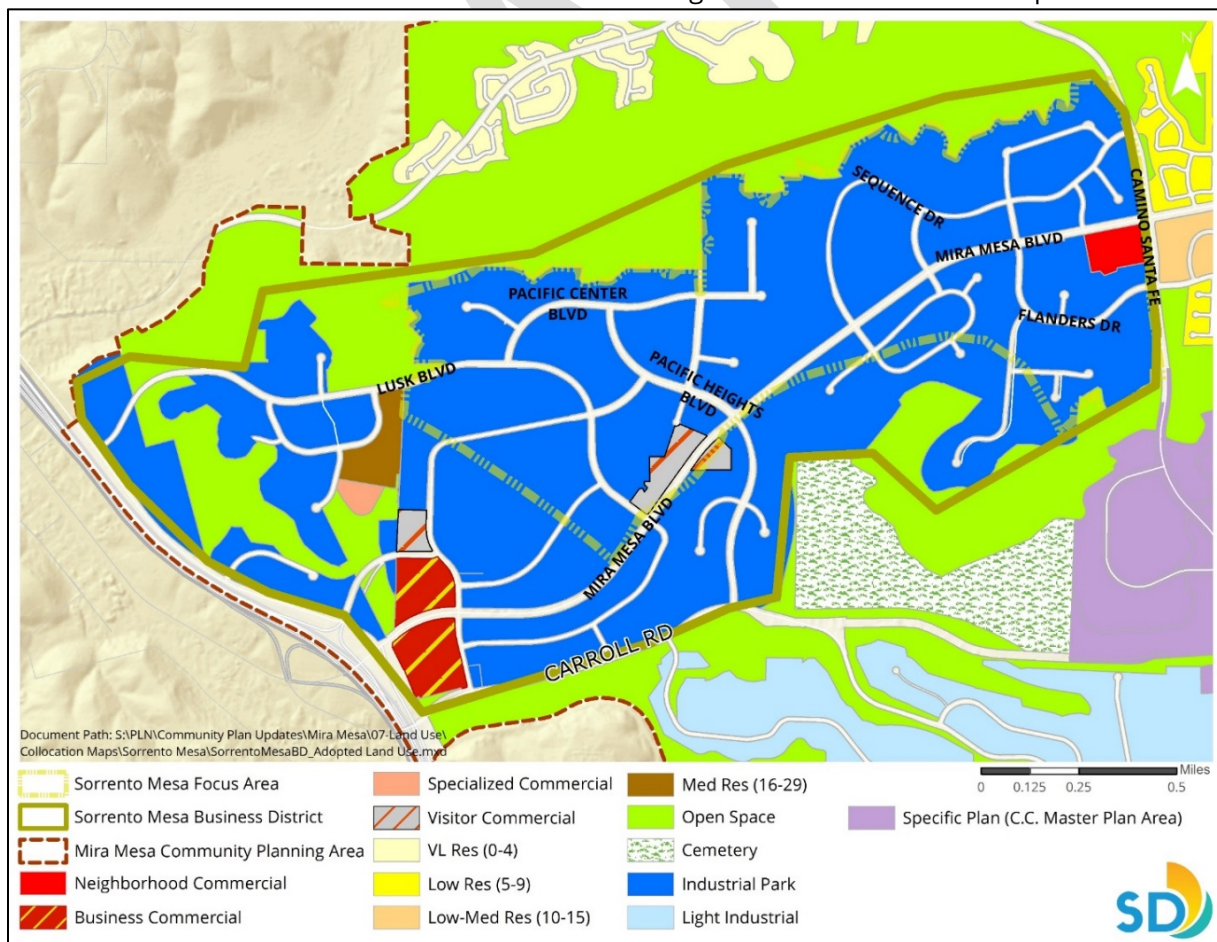 N
SEQUENCE DR
CAMINO SANTA FE
MIRA MESA BLVD
PACIFIC CENTER
BLVD
FLANDERS DR
LUSK BLVD
PACIFIC HEIGHTS
BLVD
MIRA MESA BLVD
CARROLL RD
Document Path: S:\PLN\Community Plan Updates\Mira Mesa\07-Land Use\
Collocation Maps\Sorrento Mesa\SorrentoMesaBD_Adopted Land Use.mxd
Miles
0 0.125 0.25 0.5
Sorrento Mesa Focus Area
Sorrento Mesa Business District
Mira Mesa Community Planning Area
Neighborhood Commercial
Business Commercial
Specialized Commercial
Visitor Commercial
VL Res (0-4)
Low Res (5-9)
Low-Med Res (10-15)
Med Res (16-29)
Open Space
Cemetery
Industrial Park
Light Industrial
Specific Plan (C.C. Master Plan Area)
SD